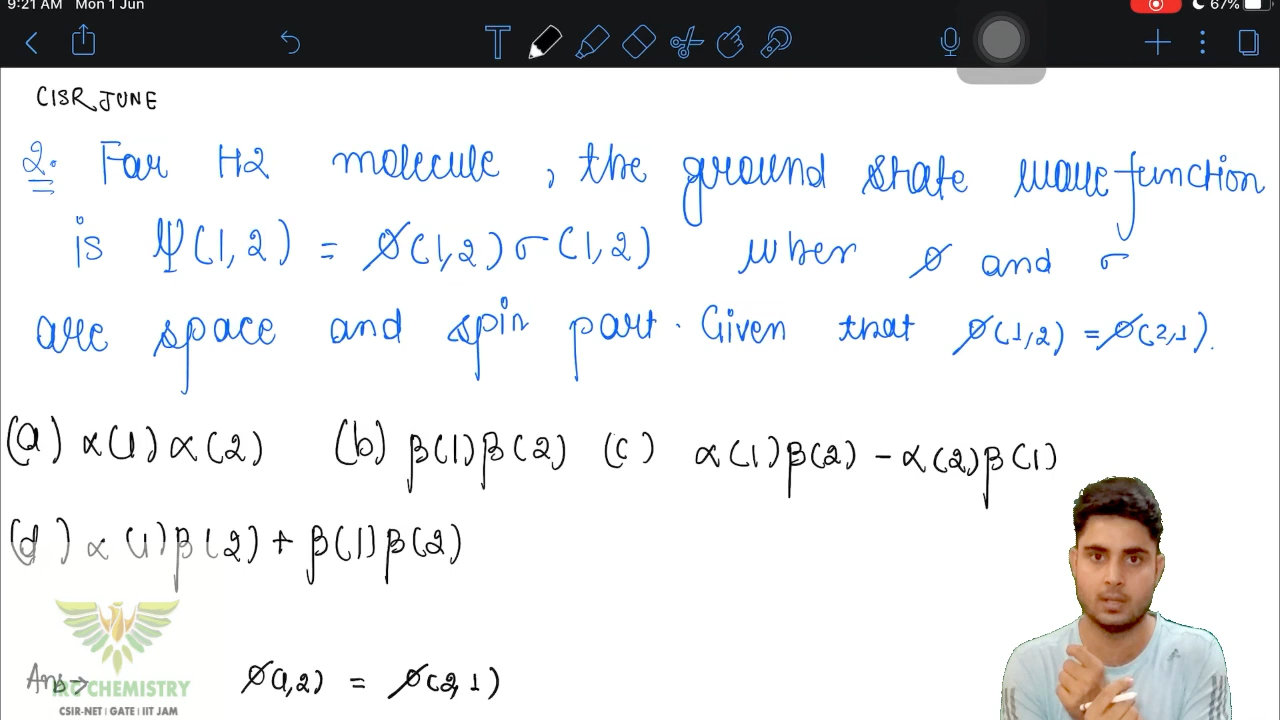 9:21 AM Mon 1 Jun
67%
T
CISR JUNE
2. For H2 molecule, the ground state wave function
is Ψ(1,2) = ϕ(1,2) σ(1,2) when ϕ and σ
are space and spin part. Given that ϕ(1,2) = ϕ(2,1).
(a) α(1)α(2) (b) β(1)β(2) (c) α(1)β(2) - α(2)β(1)
(d) α(1)β(2) + β(1)β(2)
Ans→ ϕ(1,2) = ϕ(2,1)
CHEMISTRY
CSIR-NET | GATE | IIT JAM